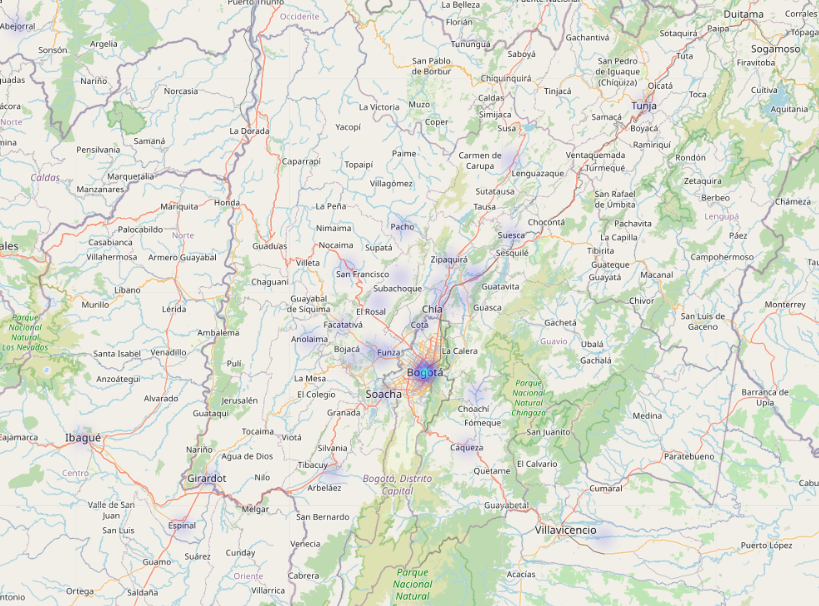 Puerto Triunfo
La Belleza
Duitama
Corrales
Occidente
Florián
Abejorral
Argelia
Gachantivá
Sotaquirá
Paipa
Sonsón
Tunungua
Saboyá
Sogamoso
Tuta
Firavitoba
San Pablo
de Borbur
San Pedro
de Iguaque
(Chíquiza)
Nariño
Chiquinquirá
Oicatá
Norcasia
Tinjacá
Toca
Cuítiva
Caldas
Muzo
La Victoria
Tunja
Aquitania
Simijaca
Samacá
Norte
Coper
Yacopí
Susa
Boyacá
La Dorada
Samaná
Ramiriquí
Pensilvania
Paime
Carmen de
Carupa
Ventaquemada
Rondón
Caparrapí
Topaipí
Turmequé
Lenguazaque
Caldas
Marquetalia
Zetaquira
Villagómez
Manzanares
Sutatausa
San Rafael
de Úmbita
Berbeo
Honda
Chámeza
Mariquita
La Peña
Tausa
Lengupá
Chocontá
Pachavita
Palocabildo
Nimaima
Pacho
Norte
Suesca
La Capilla
Páez
Casabianca
Guaduas
Nocaima
Supatá
Sesquilé
Tibirita
Villahermosa
Armero Guayabal
Zipaquirá
Campohermoso
Villeta
Guateque
San Francisco
Guayatá
Macanal
Chaguaní
Subachoque
Guatavita
Líbano
Guayabal
de Siquima
Chivor
Murillo
Lérida
El Rosal
Chía
Guasca
Monterrey
San Luis de
Gaceno
Parque
Nacional
Natural
Los Nevados
Facatativá
Cota
Gachetá
Ambalema
Anolaima
Guavio
Ubalá
Santa Isabel
Venadillo
Bojacá
Funza
La Calera
Gachalá
Pulí
Bogotá
Anzoátegui
La Mesa
Parque
Nacional
Natural
Chingaza
Soacha
El Colegio
Barranca de
Upía
Alvarado
Jerusalén
Granada
Choachí
Guataquí
Medina
Fómeque
Tocaima
Viotá
San Juanito
Cajamarca
Ibagué
Silvania
Cáqueza
Nariño
Agua de Dios
Paratebueno
Tibacuy
El Calvario
Centro
Quetame
Girardot
Nilo
Bogotá, Distrito
Capital
Arbeláez
Cumaral
Valle de San
Juan
Melgar
Guayabetal
San Bernardo
Espinal
San Luis
Villavicencio
Venecia
Puerto López
Suárez
Cunday
Guamo
Cabrera
Acacías
Oriente
Parque
Nacional
Natural
Ortega
Saldaña
Villarrica